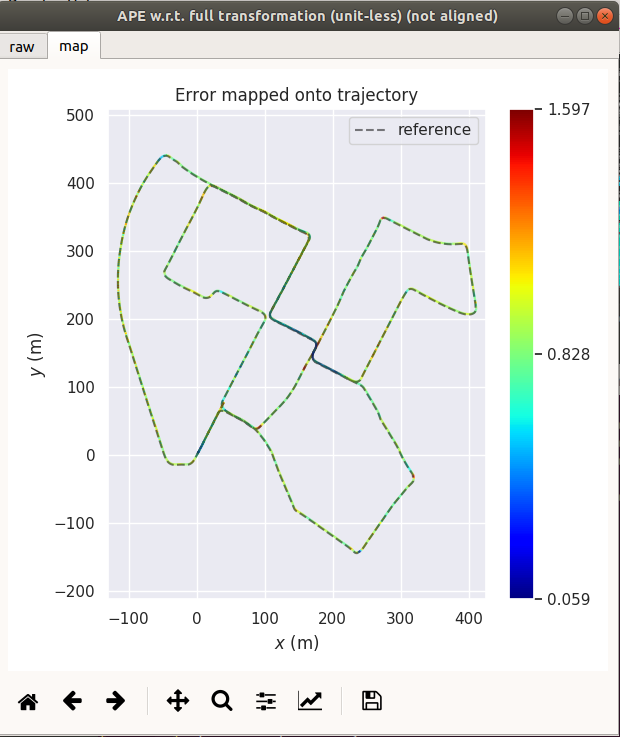 APE w.r.t. full transformation (unit-less) (not aligned)
raw
map
Error mapped onto trajectory
reference
500
400
300
200
100
0
−100
−200
y (m)
−100
0
100
200
300
400
x (m)
1.597
0.828
0.059